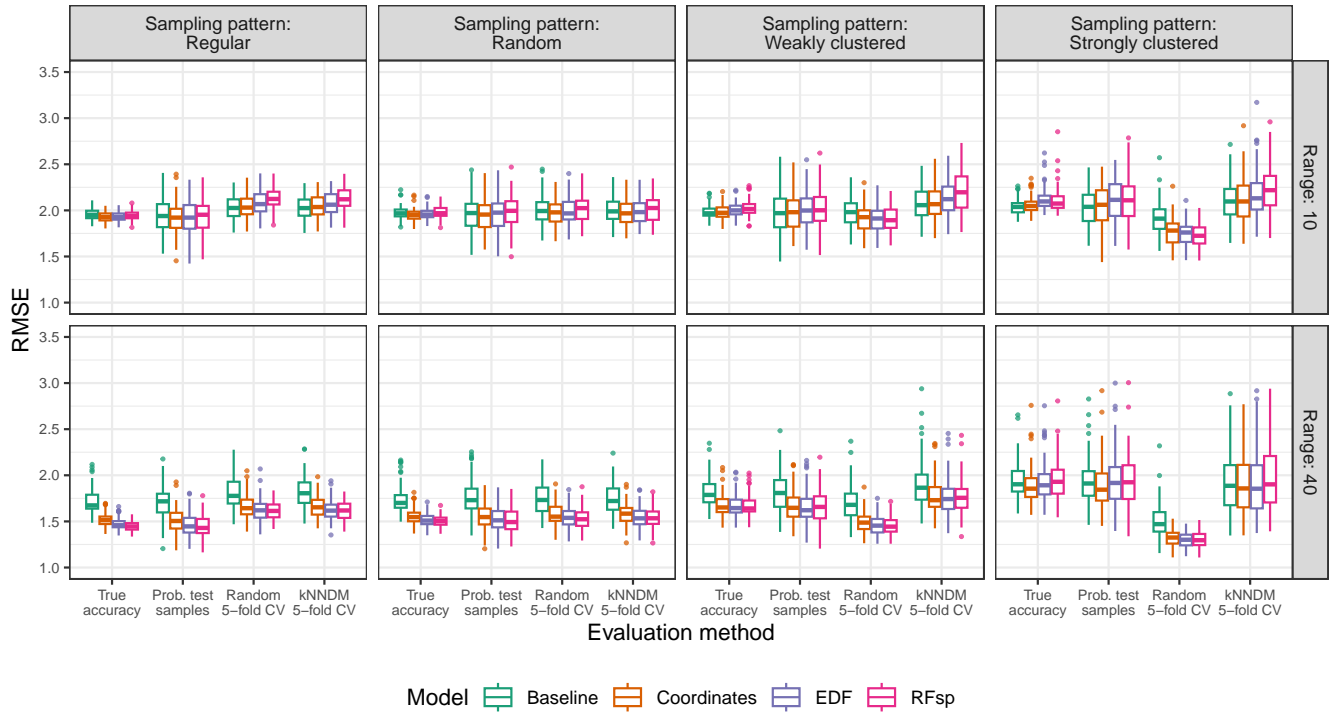 Sampling pattern:
Regular
Sampling pattern:
Random
Sampling pattern:
Weakly clustered
Sampling pattern:
Strongly clustered
RMSE
3.5
3.0
2.5
2.0
1.5
1.0
Range: 10
3.5
3.0
2.5
2.0
1.5
1.0
Range: 40
True
accuracy
Prob. test
samples
Random
5−fold CV
kNNDM
5−fold CV
True
accuracy
Prob. test
samples
Random
5−fold CV
kNNDM
5−fold CV
True
accuracy
Prob. test
samples
Random
5−fold CV
kNNDM
5−fold CV
True
accuracy
Prob. test
samples
Random
5−fold CV
kNNDM
5−fold CV
Evaluation method
Model Baseline Coordinates EDF RFsp